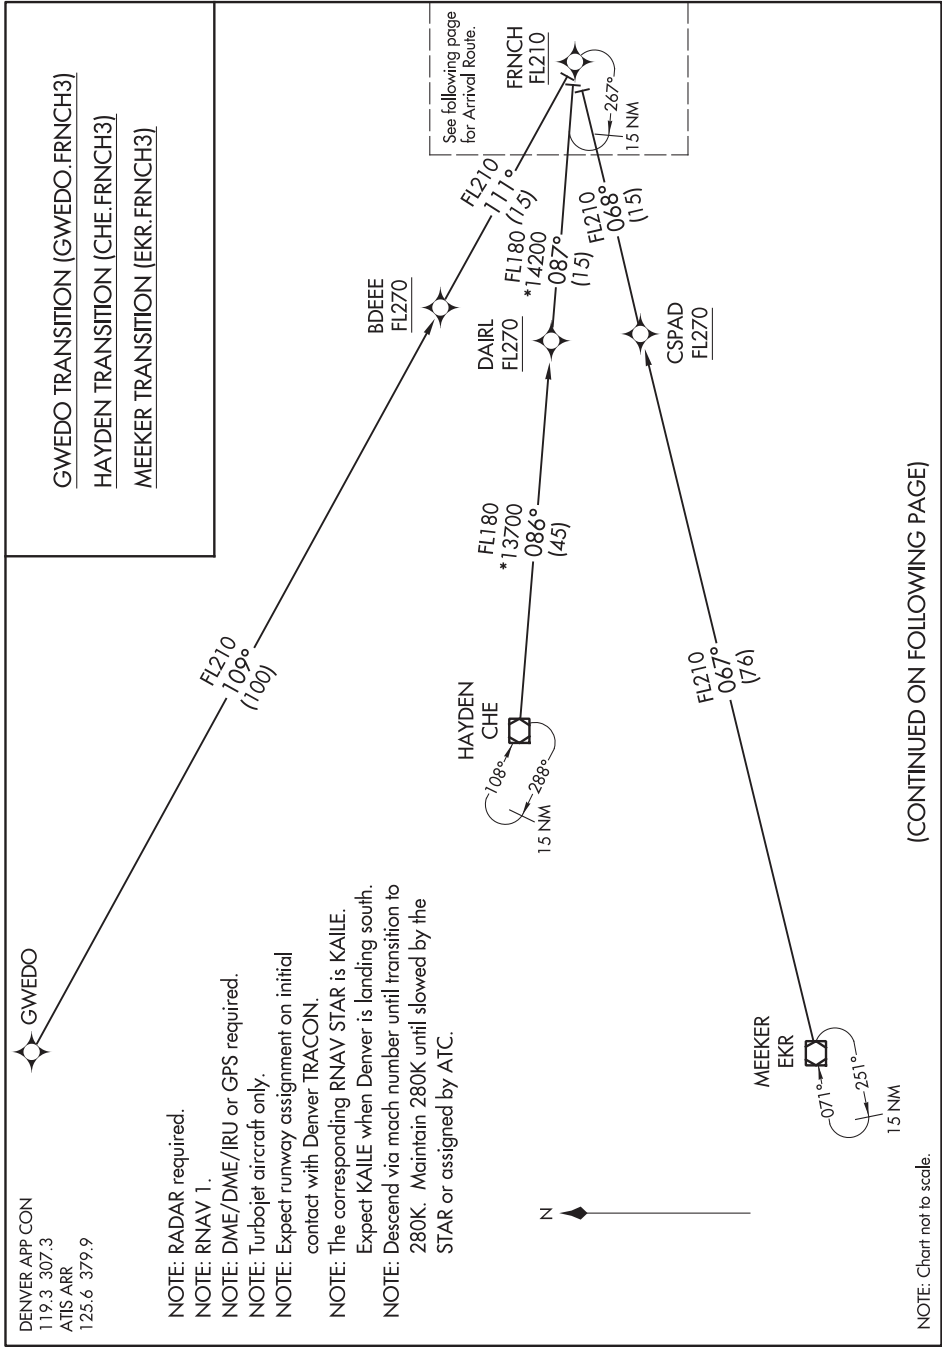 DENVER APP CON
119.3 307.3
ATIS ARR
125.6 379.9
GWEDO TRANSITION (GWEDO.FRNCH3)
HAYDEN TRANSITION (CHE.FRNCH3)
MEEKER TRANSITION (EKR.FRNCH3)
GWEDO
NOTE: RADAR required.
NOTE: RNAV 1.
NOTE: DME/DME/IRU or GPS required.
NOTE: Turbojet aircraft only.
NOTE: Expect runway assignment on initial
contact with Denver TRACON.
NOTE: The corresponding RNAV STAR is KAILE.
Expect KAILE when Denver is landing south.
NOTE: Descend via mach number until transition to
280K. Maintain 280K until slowed by the
STAR or assigned by ATC.
FL210
109°
(100)
BDEEE
FL270
FL210
111°
(15)
See following page
for Arrival Route.
FRNCH
FL210
267°
15 NM
HAYDEN
CHE
108°
288°
15 NM
FL180
*13700
086°
(45)
DAIRL
FL270
FL180
*14200
087°
(15)
FL210
068°
(15)
CSPAD
FL270
FL210
067°
(76)
MEEKER
EKR
071°
251°
15 NM
N
(CONTINUED ON FOLLOWING PAGE)
NOTE: Chart not to scale.